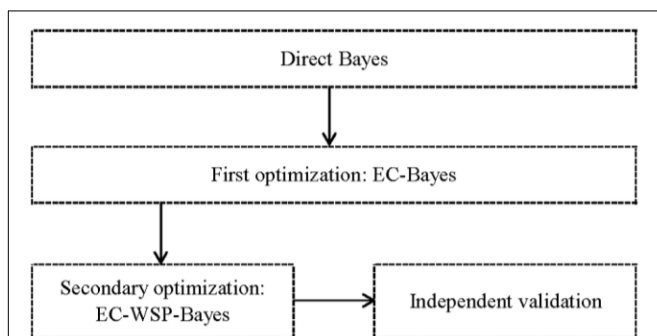 Direct Bayes
First optimization: EC-Bayes
Secondary optimization:
EC-WSP-Bayes
Independent validation